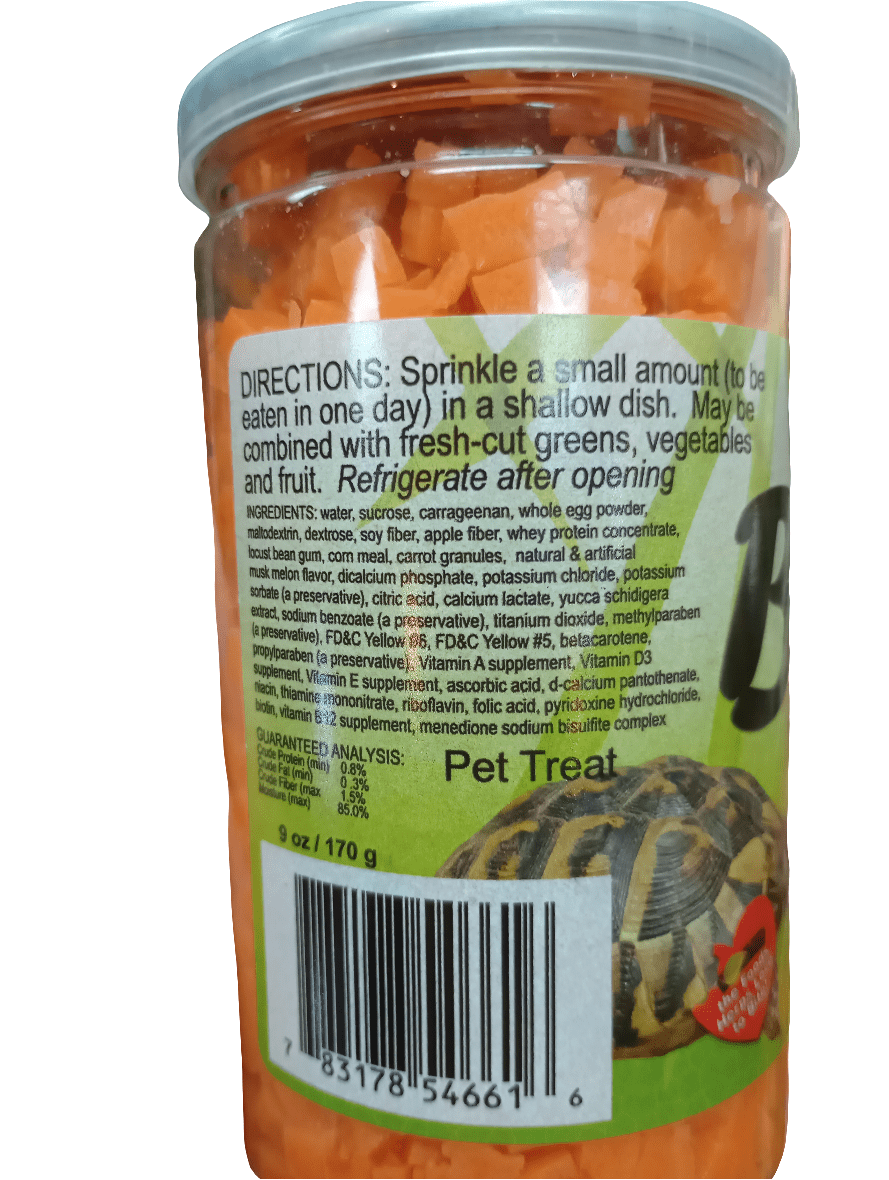 DIRECTIONS: Sprinkle a small amount (to be
eaten in one day) in a shallow dish. May be
combined with fresh-cut greens, vegetables
and fruit. Refrigerate after opening
INGREDIENTS: water, sucrose, carrageenan, whole egg powder,
maltodextrin, dextrose, soy fiber, apple fiber, whey protein concentrate,
locust bean gum, corn meal, carrot granules, natural & artificial
musk melon flavor, dicalcium phosphate, potassium chloride, potassium
sorbate (a preservative), citric acid, calcium lactate, yucca schidigera
extract, sodium benzoate (a preservative), titanium dioxide, methylparaben
(a preservative), FD&C Yellow #6, FD&C Yellow #5, betacarotene,
propylparaben (a preservative), Vitamin A supplement, Vitamin D3
supplement, Vitamin E supplement, ascorbic acid, d-calcium pantothenate,
niacin, thiamine mononitrate, riboflavin, folic acid, pyridoxine hydrochloride,
biotin, vitamin B12 supplement, menedione sodium bisulfite complex
GUARANTEED ANALYSIS:
Crude Protein (min) 0.8%
Crude Fat (min) 0.3%
Crude Fiber (max 1.5%
Moisture (max) 85.0%
Pet Treat
9 oz / 170 g
7 83178 54661 6
B
the Foods
to